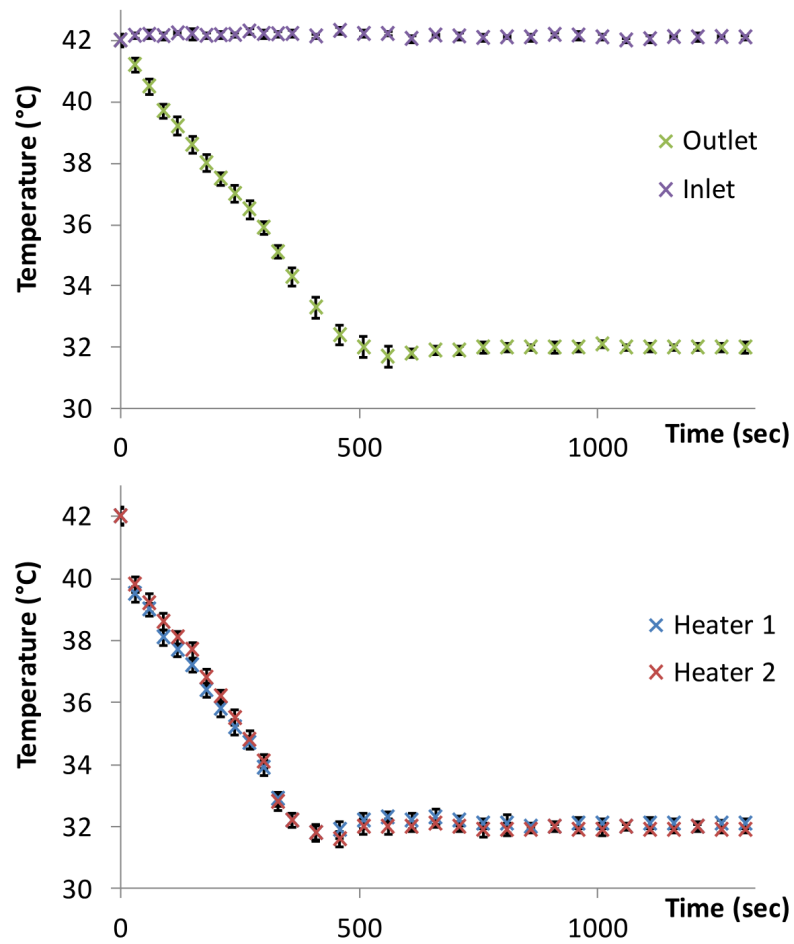 Temperature (°C)
42
40
38
36
34
32
30
Outlet
Inlet
0
500
1000
Time (sec)
Temperature (°C)
42
40
38
36
34
32
30
Heater 1
Heater 2
0
500
1000
Time (sec)